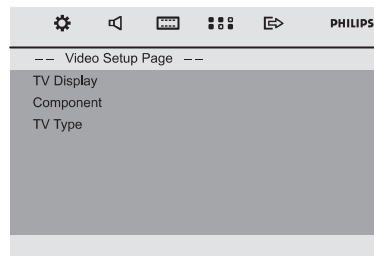 PHILIPS
-- Video Setup Page --
TV Display
Component
TV Type